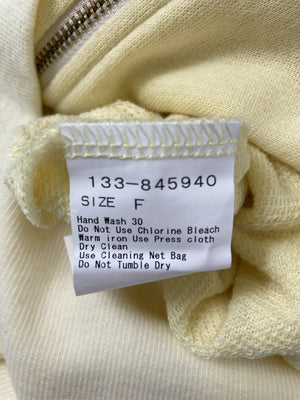 133-845940
SIZE F
Hand Wash 30
Do Not Use Chlorine Bleach
Warm iron Use Press cloth
Dry Clean
Use Cleaning Net Bag
Do Not Tumble Dry